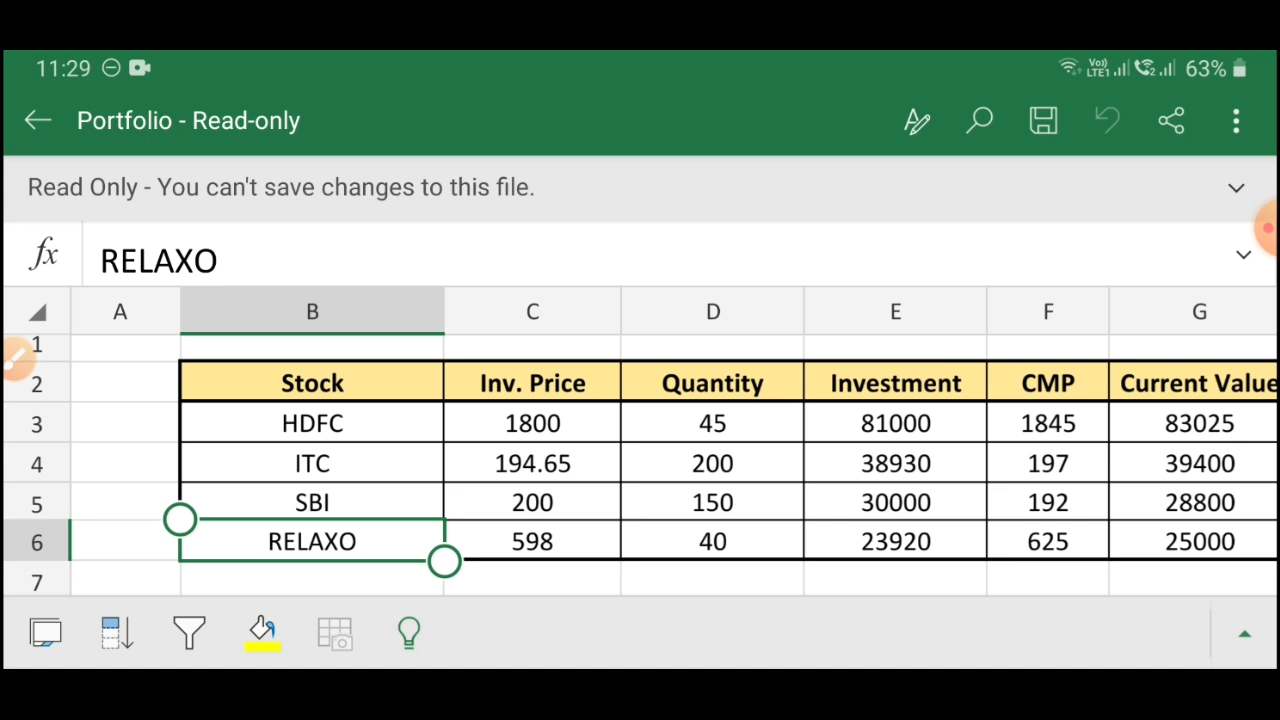 11:29 Vo)) LTE1 2 63%
Portfolio - Read-only
Read Only - You can't save changes to this file.
fx RELAXO
A B C D E F G
1
2 Stock Inv. Price Quantity Investment CMP Current Value
3 HDFC 1800 45 81000 1845 83025
4 ITC 194.65 200 38930 197 39400
5 SBI 200 150 30000 192 28800
6 RELAXO 598 40 23920 625 25000
7